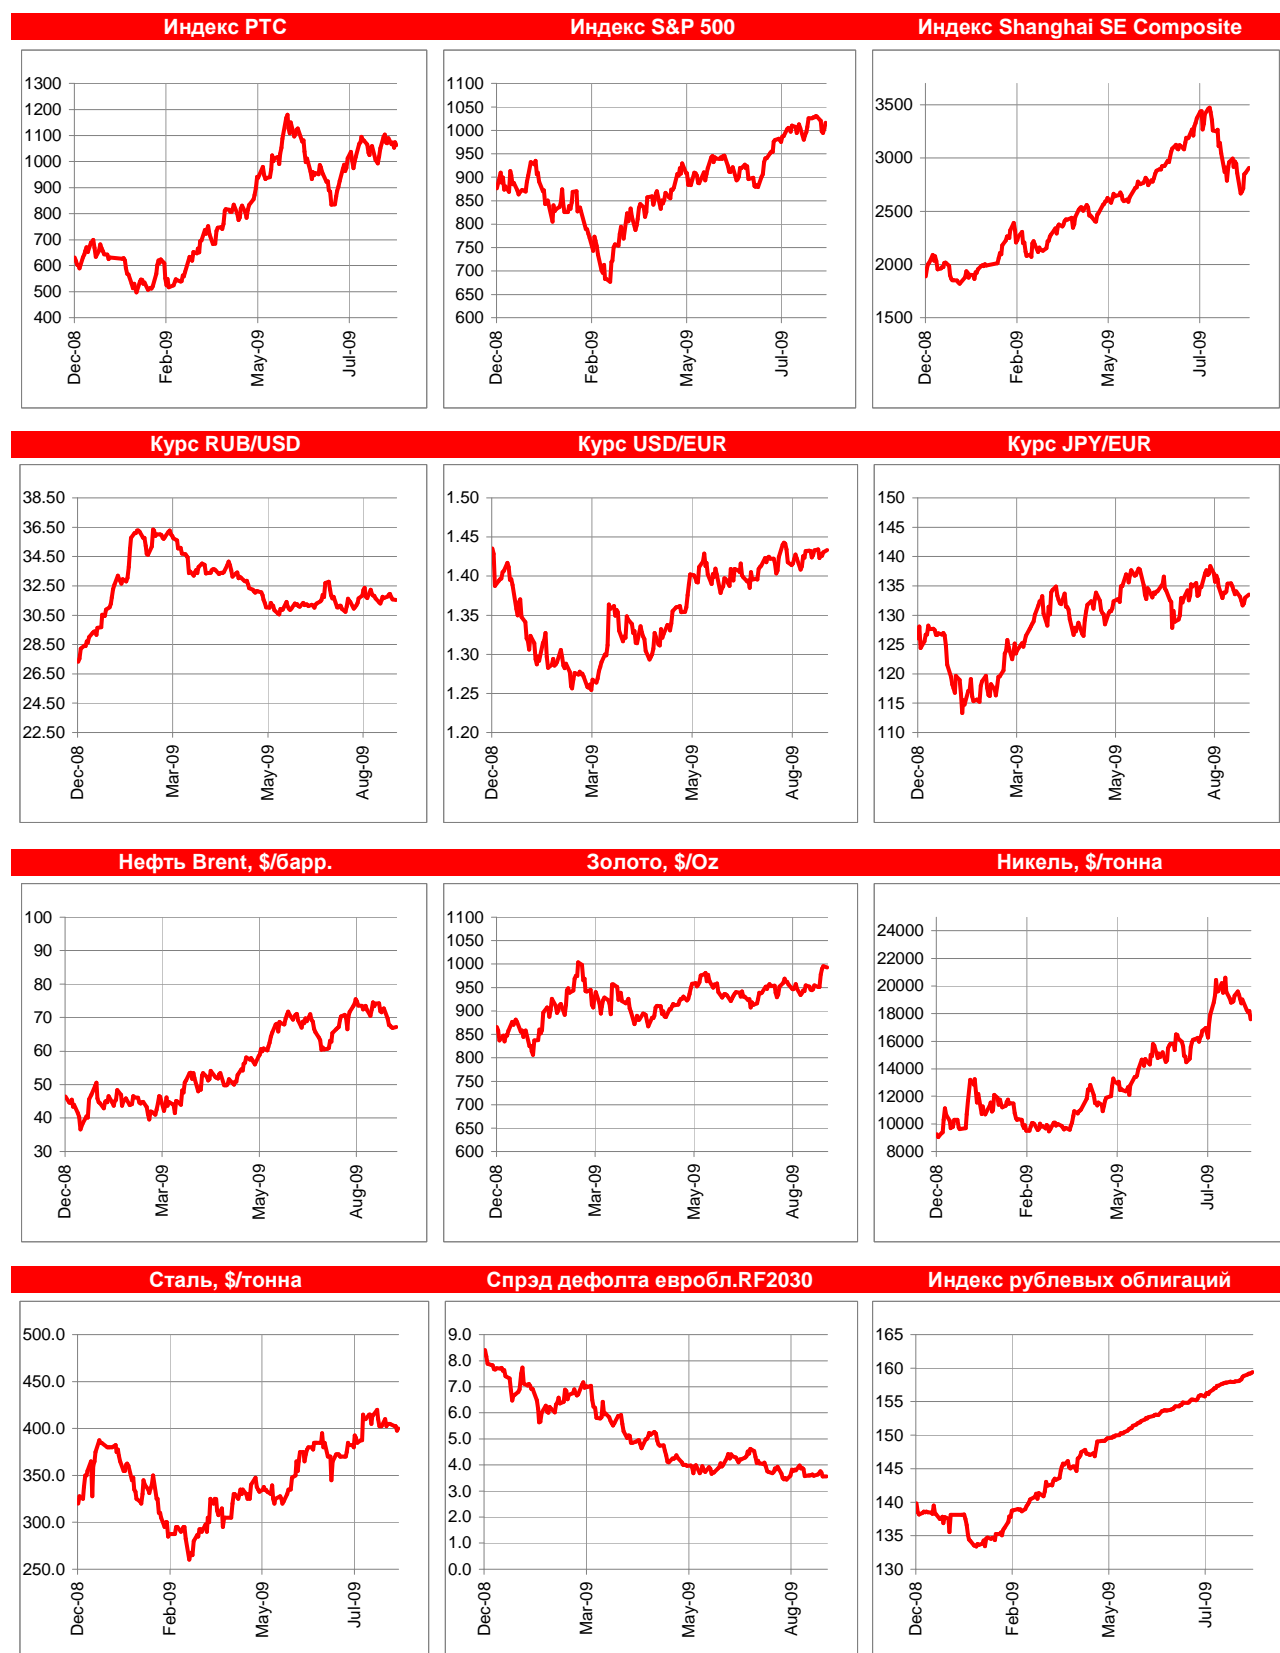 Индекс РТС
Индекс S&P 500
Индекс Shanghai SE Composite
1300
1200
1100
1000
900
800
700
600
500
400
Dec-08
Feb-09
May-09
Jul-09
1100
1050
1000
950
900
850
800
750
700
650
600
Dec-08
Feb-09
May-09
Jul-09
3500
3000
2500
2000
1500
Dec-08
Feb-09
May-09
Jul-09
Курс RUB/USD
Курс USD/EUR
Курс JPY/EUR
38.50
36.50
34.50
32.50
30.50
28.50
26.50
24.50
22.50
Dec-08
Mar-09
May-09
Aug-09
1.50
1.45
1.40
1.35
1.30
1.25
1.20
Dec-08
Mar-09
May-09
Aug-09
150
145
140
135
130
125
120
115
110
Dec-08
Mar-09
May-09
Aug-09
Нефть Brent, $/барр.
Золото, $/Oz
Никель, $/тонна
100
90
80
70
60
50
40
30
Dec-08
Mar-09
May-09
Aug-09
1100
1050
1000
950
900
850
800
750
700
650
600
Dec-08
Mar-09
May-09
Aug-09
24000
22000
20000
18000
16000
14000
12000
10000
8000
Dec-08
Feb-09
May-09
Jul-09
Сталь, $/тонна
Спрэд дефолта евробл.RF2030
Индекс рублевых облигаций
500.0
450.0
400.0
350.0
300.0
250.0
Dec-08
Feb-09
May-09
Jul-09
9.0
8.0
7.0
6.0
5.0
4.0
3.0
2.0
1.0
0.0
Dec-08
Mar-09
May-09
Aug-09
165
160
155
150
145
140
135
130
Dec-08
Feb-09
May-09
Jul-09